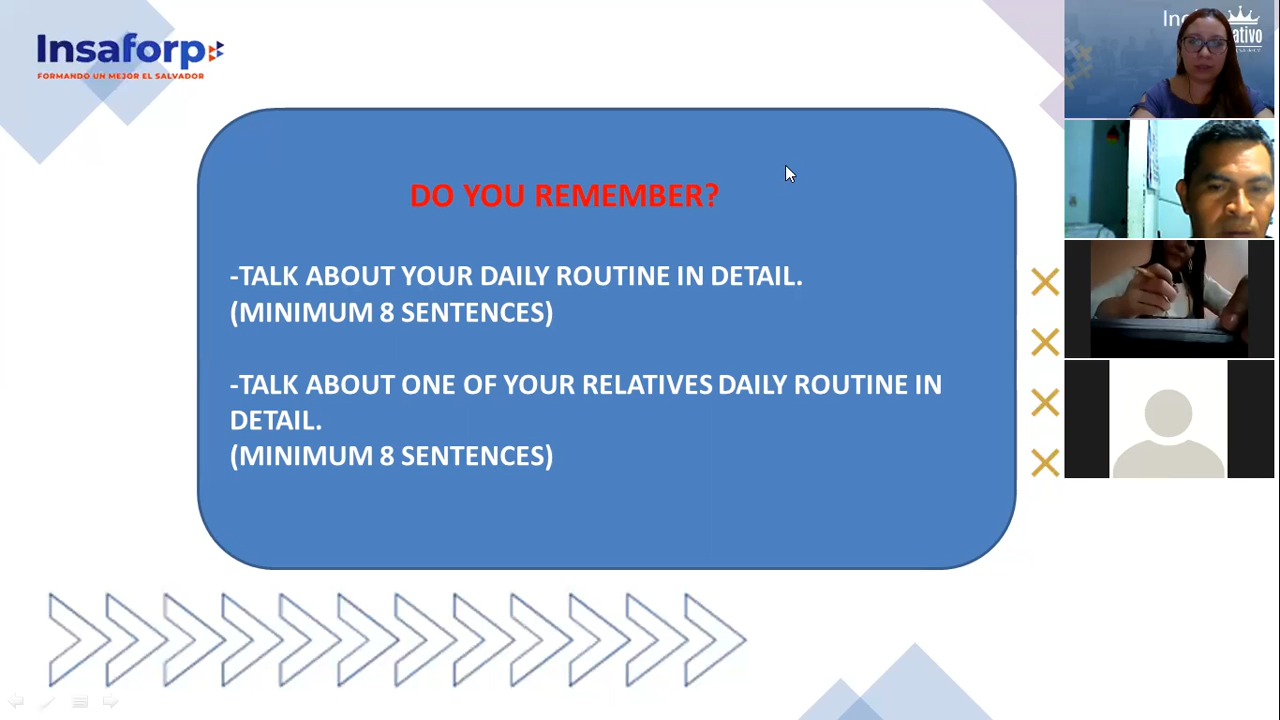 Insaforp
FORMANDO UN MEJOR EL SALVADOR
DO YOU REMEMBER?
-TALK ABOUT YOUR DAILY ROUTINE IN DETAIL.
(MINIMUM 8 SENTENCES)
-TALK ABOUT ONE OF YOUR RELATIVES DAILY ROUTINE IN
DETAIL.
(MINIMUM 8 SENTENCES)